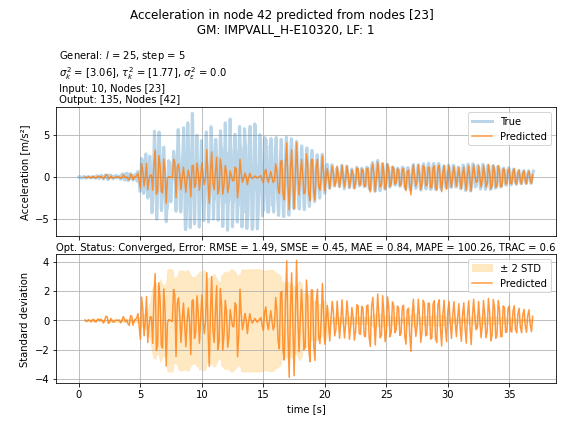 Acceleration in node 42 predicted from nodes [23]
GM: IMPVALL_H-E10320, LF: 1
General: l = 25, step = 5
σ²ₖ = [3.06], τ²ₖ = [1.77], σ²ε = 0.0
Input: 10, Nodes [23]
Output: 135, Nodes [42]
Acceleration [m/s²]
5
0
−5
True
Predicted
Opt. Status: Converged, Error: RMSE = 1.49, SMSE = 0.45, MAE = 0.84, MAPE = 100.26, TRAC = 0.6
Standard deviation
4
2
0
−2
−4
± 2 STD
Predicted
0 5 10 15 20 25 30 35
time [s]